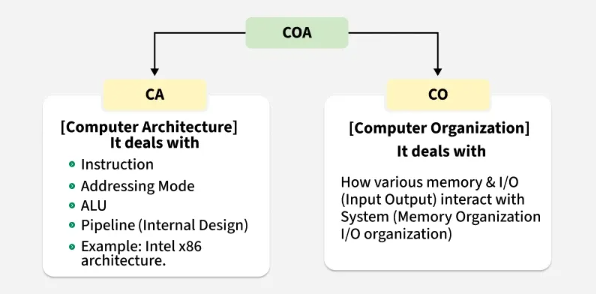 COA
CA
[Computer Architecture]
It deals with
Instruction
Addressing Mode
ALU
Pipeline (Internal Design)
Example: Intel x86
architecture.
CO
[Computer Organization]
It deals with
How various memory & I/O
(Input Output) interact with
System (Memory Organization
I/O organization)